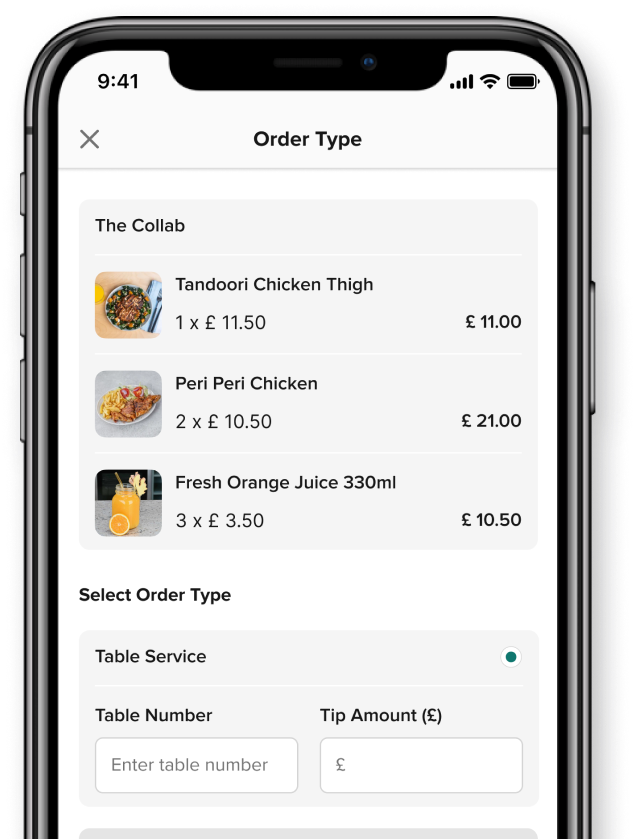 9:41
Order Type
The Collab
Tandoori Chicken Thigh
1 x £ 11.50
£ 11.00
Peri Peri Chicken
2 x £ 10.50
£ 21.00
Fresh Orange Juice 330ml
3 x £ 3.50
£ 10.50
Select Order Type
Table Service
Table Number
Tip Amount (£)
Enter table number
£